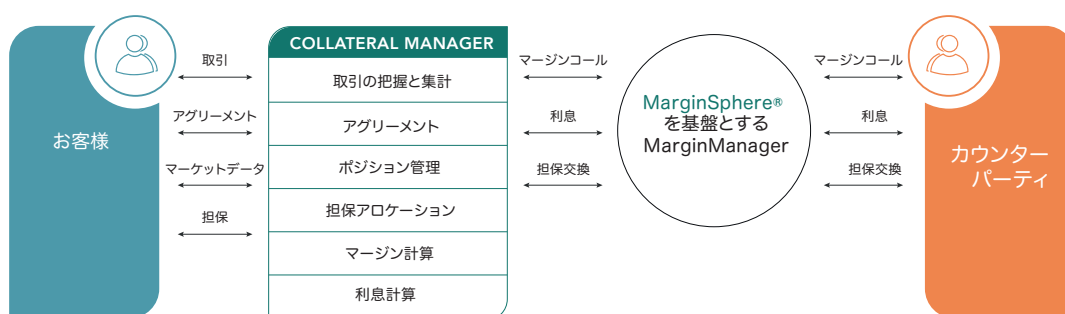 お客様
取引
アグリーメント
マーケットデータ
担保
COLLATERAL MANAGER
取引の把握と集計
アグリーメント
ポジション管理
担保アロケーション
マージン計算
利息計算
マージンコール
利息
担保交換
MarginSphere®
を基盤とする
MarginManager
マージンコール
利息
担保交換
カウンター
パーティ